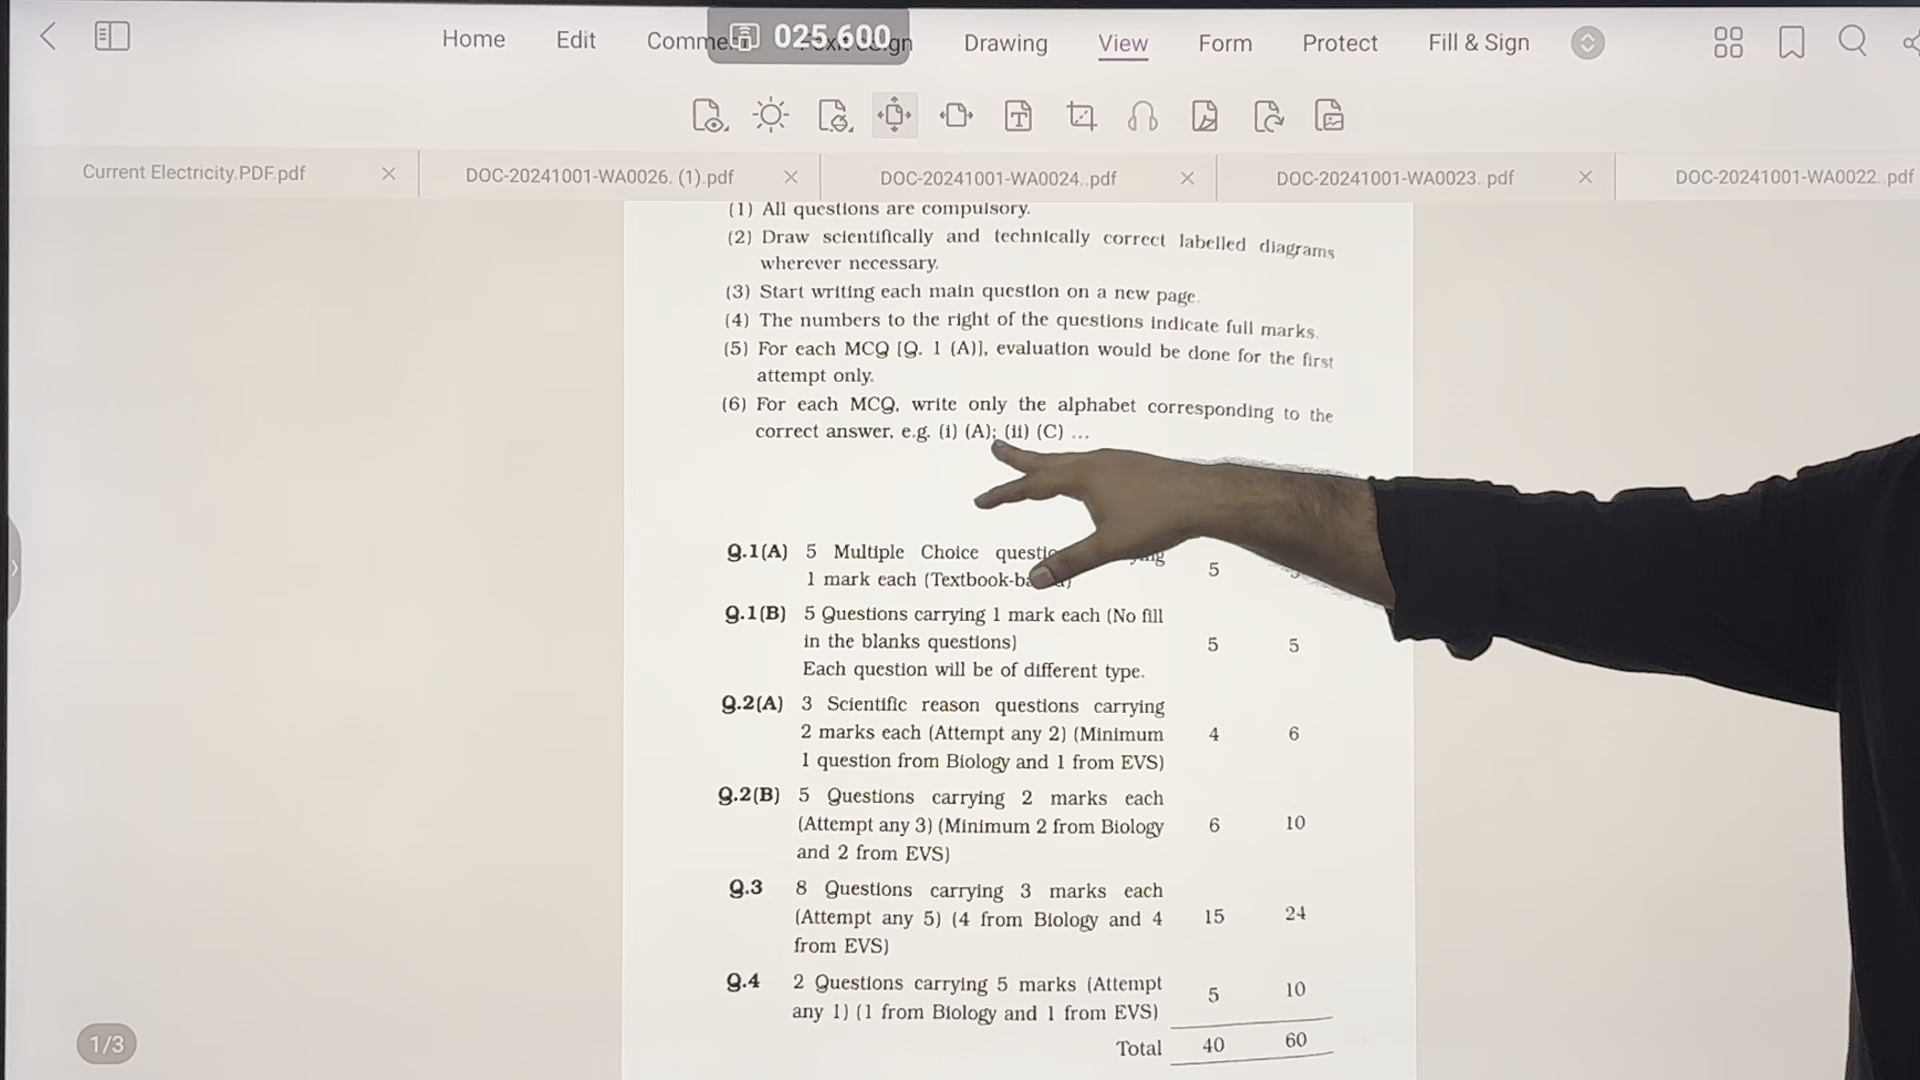 025.600
Home Edit Drawing View Form Protect Fill & Sign
Current Electricity.PDF.pdf DOC-20241001-WA0026. (1).pdf DOC-20241001-WA0024..pdf DOC-20241001-WA0023. pdf DOC-20241001-WA0022..pdf
(1) All questions are compulsory.
(2) Draw scientifically and technically correct labelled diagrams
wherever necessary.
(3) Start writing each main question on a new page.
(4) The numbers to the right of the questions indicate full marks.
(5) For each MCQ [Q. 1 (A)], evaluation would be done for the first
attempt only.
(6) For each MCQ, write only the alphabet corresponding to the
correct answer, e.g. (i) (A); (ii) (C) ...
Q.1(A) 5 Multiple Choice
1 mark each 5
Q.1(B) 5 Questions carrying 1 mark each (No fill
in the blanks questions) 5 5
Each question will be of different type.
Q.2(A) 3 Scientific reason questions carrying
2 marks each (Attempt any 2) (Minimum 4 6
1 question from Biology and 1 from EVS)
Q.2(B) 5 Questions carrying 2 marks each
(Attempt any 3) (Minimum 2 from Biology 6 10
and 2 from EVS)
Q.3 8 Questions carrying 3 marks each
(Attempt any 5) (4 from Biology and 4 15 24
from EVS)
Q.4 2 Questions carrying 5 marks (Attempt 5 10
any 1) (1 from Biology and 1 from EVS)
Total 40 60
1/3